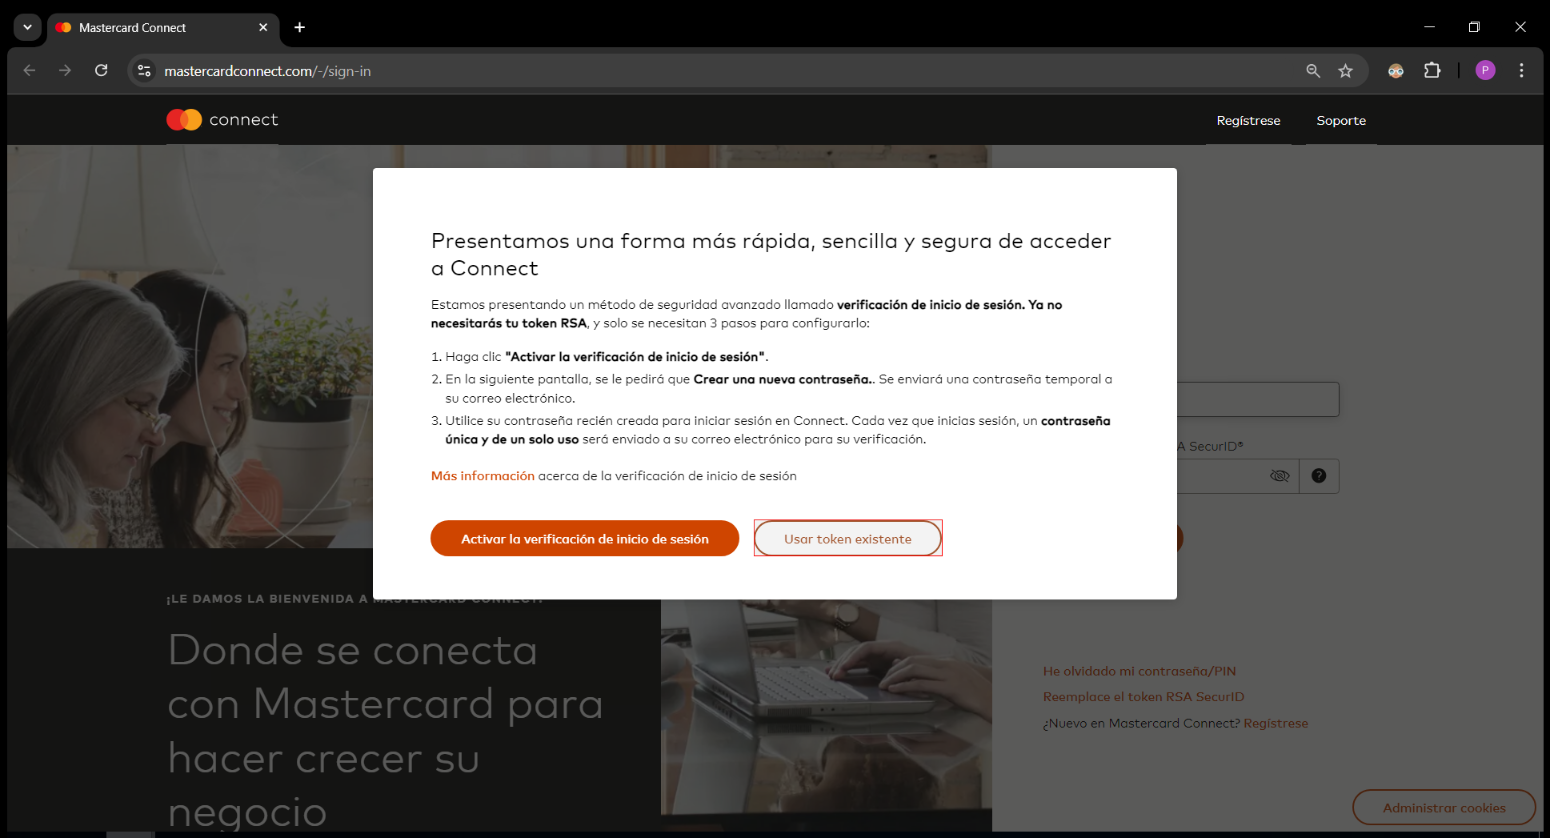 Mastercard Connect
mastercardconnect.com/-/sign-in
P
connect
Regístrese
Soporte
Presentamos una forma más rápida, sencilla y segura de acceder
a Connect
Estamos presentando un método de seguridad avanzado llamado verificación de inicio de sesión. Ya no
necesitarás tu token RSA, y solo se necesitan 3 pasos para configurarlo:
1. Haga clic "Activar la verificación de inicio de sesión".
2. En la siguiente pantalla, se le pedirá que Crear una nueva contraseña.. Se enviará una contraseña temporal a
su correo electrónico.
3. Utilice su contraseña recién creada para iniciar sesión en Connect. Cada vez que inicias sesión, un contraseña
única y de un solo uso será enviado a su correo electrónico para su verificación.
Más información acerca de la verificación de inicio de sesión
Activar la verificación de inicio de sesión
Usar token existente
A SecurID®
?
¡LE DAMOS LA BIENVENIDA A MASTERCARD CONNECT!
Donde se conecta
con Mastercard para
hacer crecer su
negocio
He olvidado mi contraseña/PIN
Reemplace el token RSA SecurID
¿Nuevo en Mastercard Connect? Regístrese
Administrar cookies